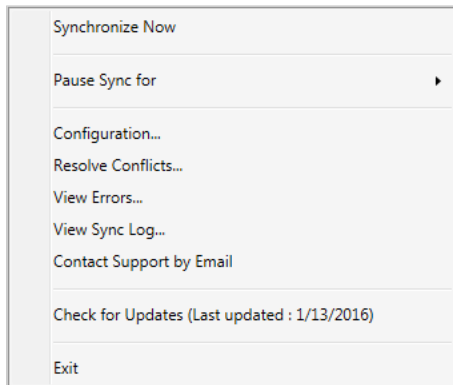 Synchronize Now
Pause Sync for
Configuration...
Resolve Conflicts...
View Errors...
View Sync Log...
Contact Support by Email
Check for Updates (Last updated : 1/13/2016)
Exit